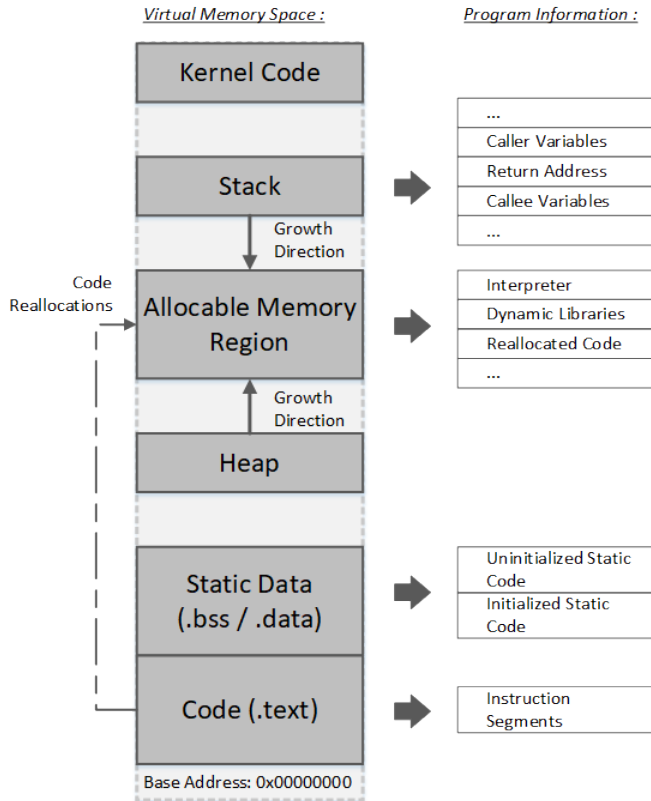 Virtual Memory Space :
Program Information :
Kernel Code
Stack
...
Caller Variables
Return Address
Callee Variables
...
Growth
Direction
Code
Reallocations
Allocable Memory
Region
Interpreter
Dynamic Libraries
Reallocated Code
...
Growth
Direction
Heap
Static Data
(.bss / .data)
Uninitialized Static
Code
Initialized Static
Code
Code (.text)
Instruction
Segments
Base Address: 0x00000000